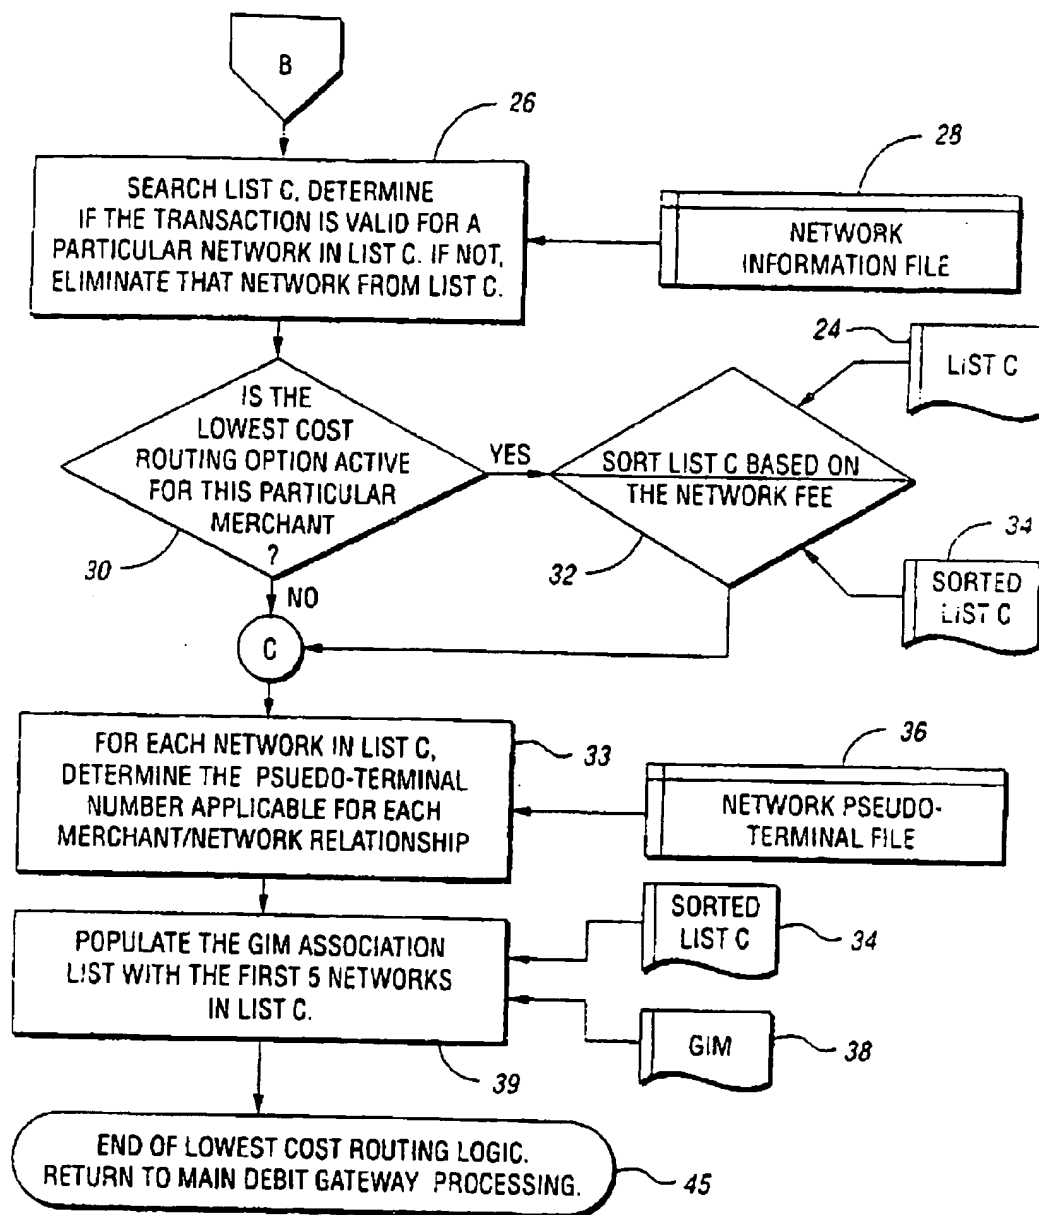 B
26
SEARCH LIST C. DETERMINE
IF THE TRANSACTION IS VALID FOR A
PARTICULAR NETWORK IN LIST C. IF NOT,
ELIMINATE THAT NETWORK FROM LIST C.
28
NETWORK
INFORMATION FILE
24
LIST C
IS THE
LOWEST COST
ROUTING OPTION ACTIVE
FOR THIS PARTICULAR
MERCHANT
?
30
YES
SORT LIST C BASED ON
THE NETWORK FEE
32
34
SORTED
LIST C
NO
C
FOR EACH NETWORK IN LIST C,
DETERMINE THE PSUEDO-TERMINAL
NUMBER APPLICABLE FOR EACH
MERCHANT/NETWORK RELATIONSHIP
33
36
NETWORK PSEUDO-
TERMINAL FILE
POPULATE THE GIM ASSOCIATION
LIST WITH THE FIRST 5 NETWORKS
IN LIST C.
39
SORTED
LIST C
34
GIM
38
END OF LOWEST COST ROUTING LOGIC.
RETURN TO MAIN DEBIT GATEWAY PROCESSING.
45